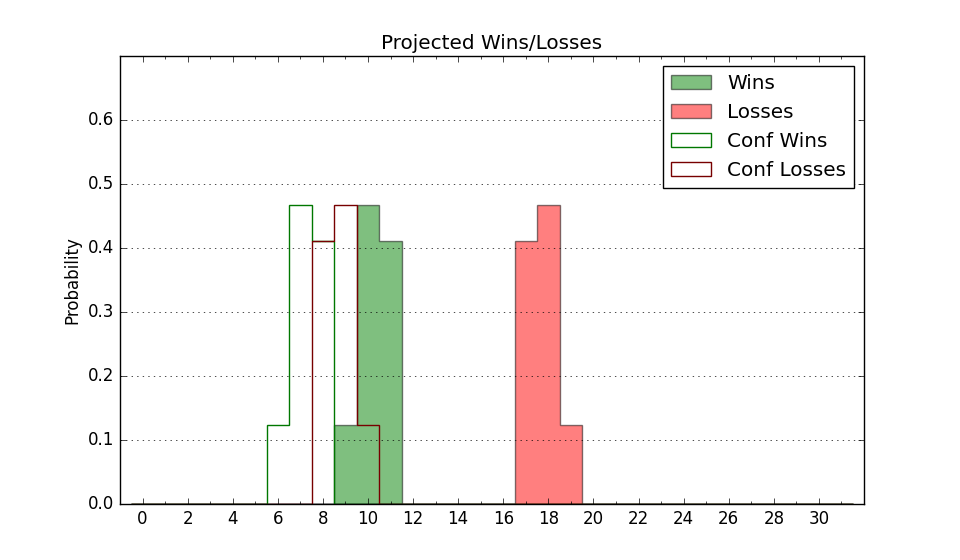 Projected Wins/Losses
Wins
Losses
Conf Wins
Conf Losses
Probability
0.6
0.5
0.4
0.3
0.2
0.1
0.0
0 2 4 6 8 10 12 14 16 18 20 22 24 26 28 30